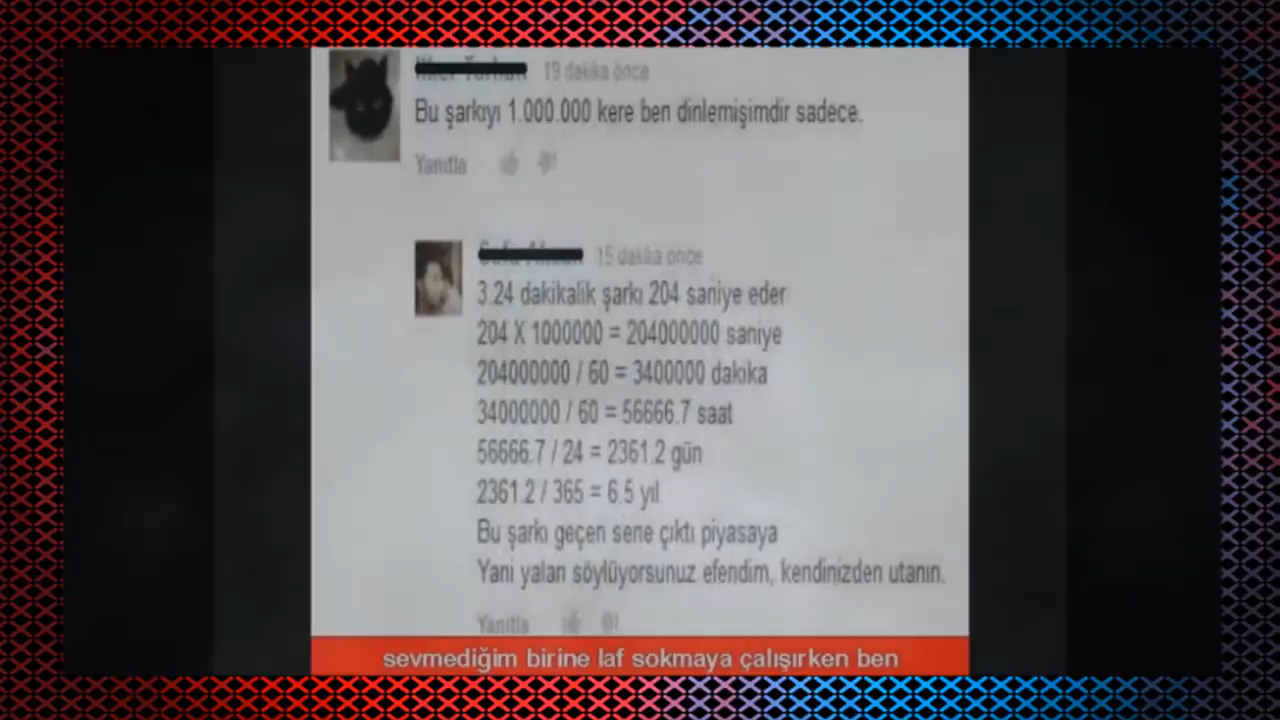 19 dakika önce
Bu şarkıyı 1.000.000 kere ben dinlemişimdir sadece.
Yanıtla
15 dakika önce
3.24 dakikalik şarkı 204 saniye eder
204 X 1000000 = 204000000 saniye
204000000 / 60 = 3400000 dakika
34000000 / 60 = 56666.7 saat
56666.7 / 24 = 2361.2 gün
2361.2 / 365 = 6.5 yıl
Bu şarkı geçen sene çıktı piyasaya
Yani yalan söylüyorsunuz efendim, kendinizden utanın.
Yanıtla
sevmediğim birine laf sokmaya çalışırken ben